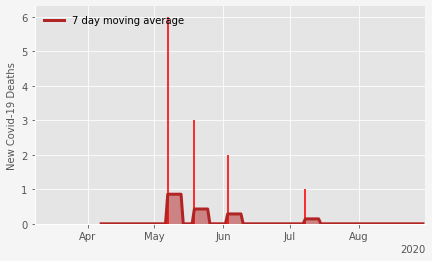 7 day moving average
New Covid-19 Deaths
6
5
4
3
2
1
0
Apr
May
Jun
Jul
Aug
2020